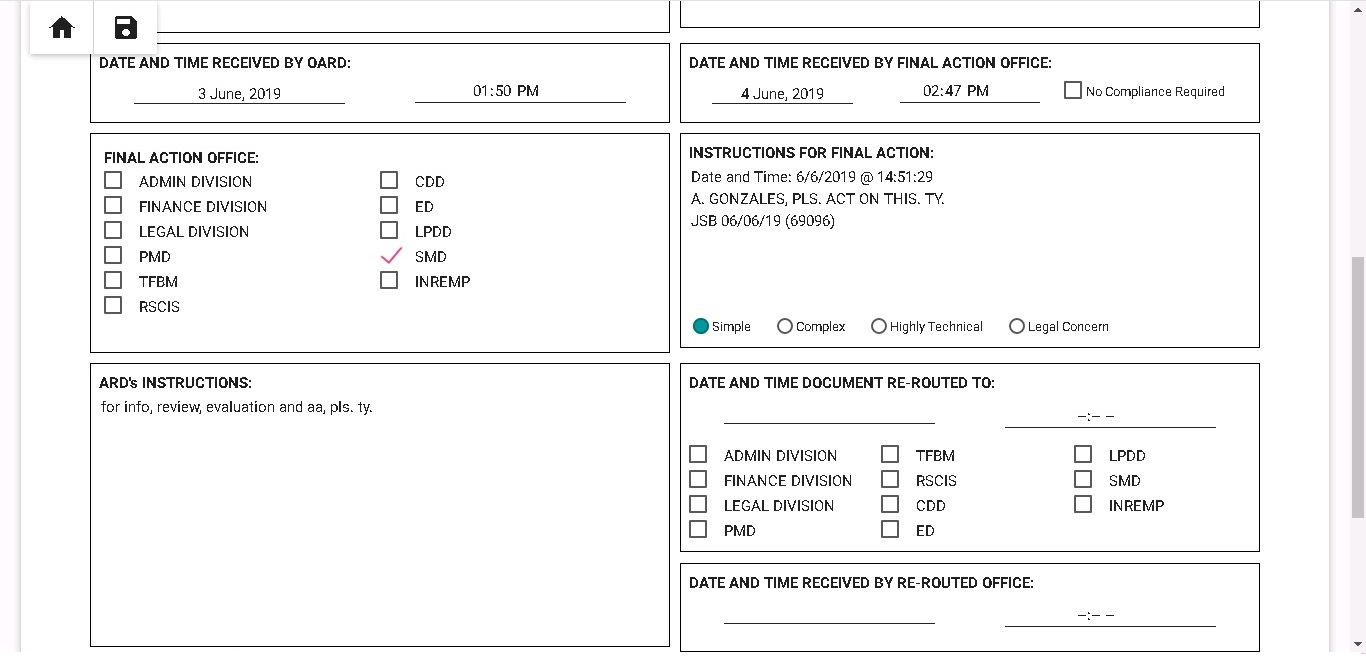 DATE AND TIME RECEIVED BY OARD:
3 June, 2019 01:50 PM
DATE AND TIME RECEIVED BY FINAL ACTION OFFICE:
4 June, 2019 02:47 PM No Compliance Required
FINAL ACTION OFFICE:
ADMIN DIVISION CDD
FINANCE DIVISION ED
LEGAL DIVISION LPDD
PMD SMD
TFBM INREMP
RSCIS
INSTRUCTIONS FOR FINAL ACTION:
Date and Time: 6/6/2019 @ 14:51:29
A. GONZALES, PLS. ACT ON THIS. TY.
JSB 06/06/19 (69096)
Simple Complex Highly Technical Legal Concern
ARD's INSTRUCTIONS:
for info, review, evaluation and aa, pls. ty.
DATE AND TIME DOCUMENT RE-ROUTED TO:
--:-- --
ADMIN DIVISION TFBM LPDD
FINANCE DIVISION RSCIS SMD
LEGAL DIVISION CDD INREMP
PMD ED
DATE AND TIME RECEIVED BY RE-ROUTED OFFICE:
--:-- --